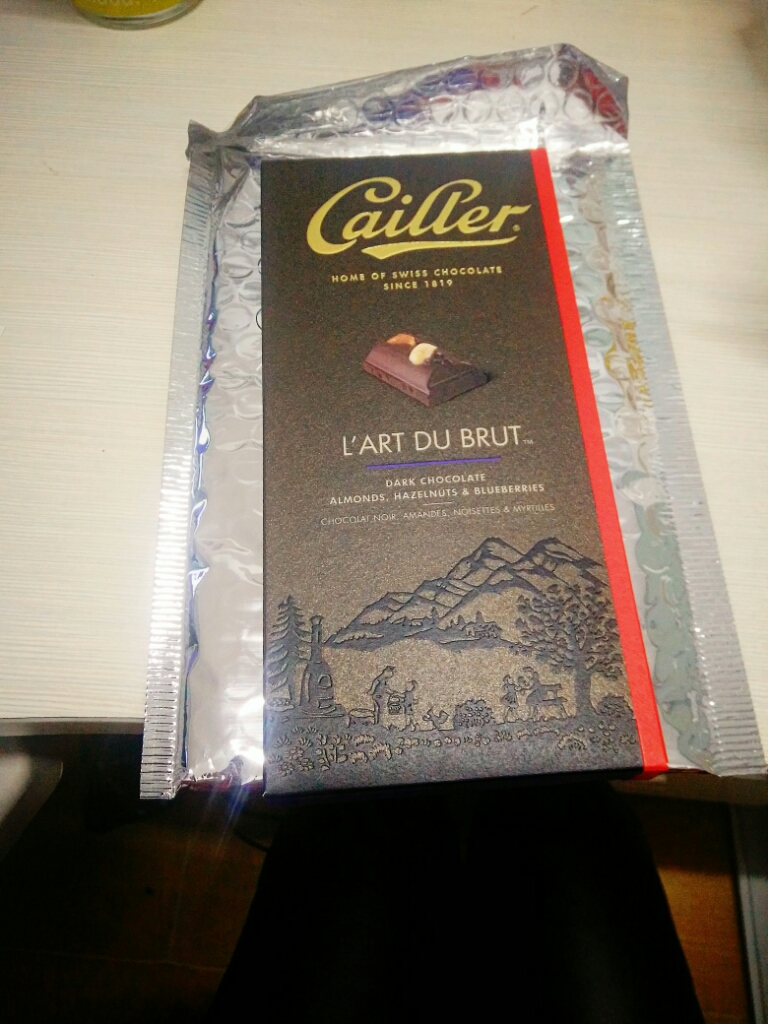 Cailler
HOME OF SWISS CHOCOLATE
SINCE 1819
L'ART DU BRUT™
DARK CHOCOLATE
ALMONDS, HAZELNUTS & BLUEBERRIES
CHOCOLAT NOIR, AMANDES, NOISETTES & MYRTILLES